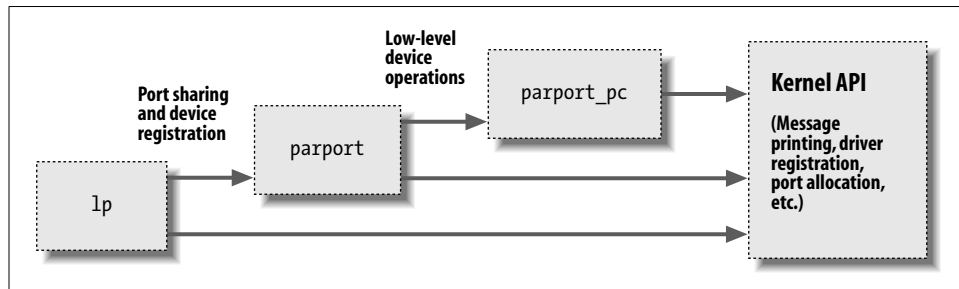 Low-level
device
operations
Port sharing
and device
registration
parport_pc
Kernel API
(Message
printing, driver
registration,
port allocation,
etc.)
parport
lp